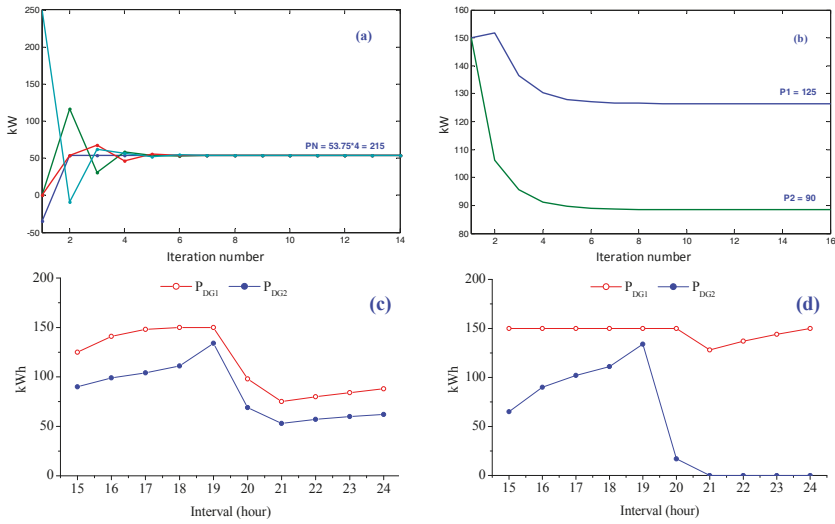 (a)
kW
250
200
150
100
50
0
-50
PN = 53.75*4 = 215
2 4 6 8 10 12 14
Iteration number
(b)
kW
160
150
140
130
120
110
100
90
80
P1 = 125
P2 = 90
2 4 6 8 10 12 14 16
Iteration number
(c)
P_DG1 P_DG2
kWh
200
150
100
50
0
15 16 17 18 19 20 21 22 23 24
Interval (hour)
(d)
P_DG1 P_DG2
kWh
200
150
100
50
0
15 16 17 18 19 20 21 22 23 24
Interval (hour)